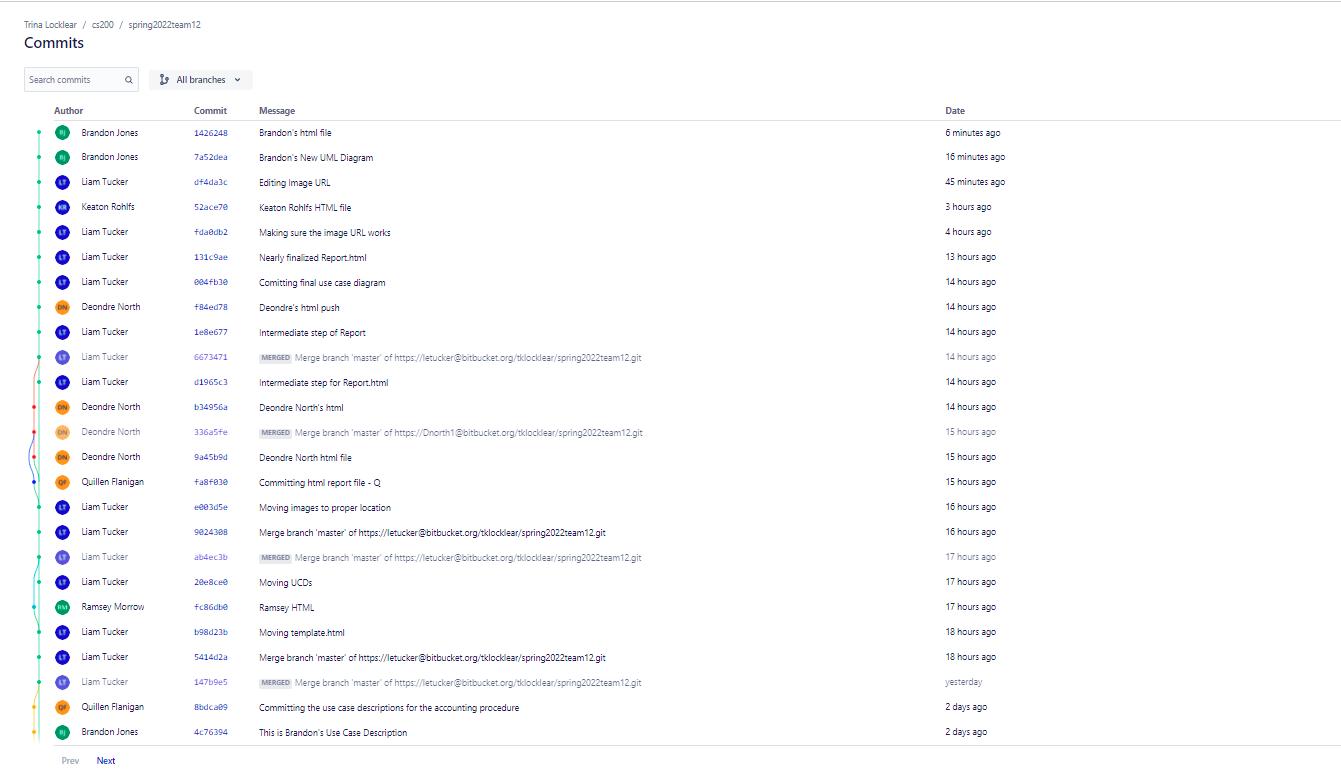 Trina Locklear / cs200 / spring2022team12
Commits
Search commits All branches
Author Commit Message Date
BJ Brandon Jones 1426248 Brandon's html file 6 minutes ago
BJ Brandon Jones 7a52dea Brandon's New UML Diagram 16 minutes ago
LT Liam Tucker df4da3c Editing Image URL 45 minutes ago
KR Keaton Rohlfs 52ace70 Keaton Rohlfs HTML file 3 hours ago
LT Liam Tucker fda0db2 Making sure the image URL works 4 hours ago
LT Liam Tucker 131c9ae Nearly finalized Report.html 13 hours ago
LT Liam Tucker 004fb30 Comitting final use case diagram 14 hours ago
DN Deondre North f84ed78 Deondre's html push 14 hours ago
LT Liam Tucker 1e8e677 Intermediate step of Report 14 hours ago
LT Liam Tucker 6673471 MERGED Merge branch 'master' of https://letucker@bitbucket.org/tklocklear/spring2022team12.git 14 hours ago
LT Liam Tucker d1965c3 Intermediate step for Report.html 14 hours ago
DN Deondre North b34956a Deondre North's html 14 hours ago
DN Deondre North 336a5fe MERGED Merge branch 'master' of https://Dnorth1@bitbucket.org/tklocklear/spring2022team12.git 15 hours ago
DN Deondre North 9a45b9d Deondre North html file 15 hours ago
QF Quillen Flanigan fa8f030 Committing html report file - Q 15 hours ago
LT Liam Tucker e003d5e Moving images to proper location 16 hours ago
LT Liam Tucker 9024308 Merge branch 'master' of https://letucker@bitbucket.org/tklocklear/spring2022team12.git 16 hours ago
LT Liam Tucker ab4ec3b MERGED Merge branch 'master' of https://letucker@bitbucket.org/tklocklear/spring2022team12.git 17 hours ago
LT Liam Tucker 20e8ce0 Moving UCDs 17 hours ago
RM Ramsey Morrow fc86db0 Ramsey HTML 17 hours ago
LT Liam Tucker b98d23b Moving template.html 18 hours ago
LT Liam Tucker 5414d2a Merge branch 'master' of https://letucker@bitbucket.org/tklocklear/spring2022team12.git 18 hours ago
LT Liam Tucker 147b9e5 MERGED Merge branch 'master' of https://letucker@bitbucket.org/tklocklear/spring2022team12.git yesterday
QF Quillen Flanigan 8bdca09 Committing the use case descriptions for the accounting procedure 2 days ago
BJ Brandon Jones 4c76394 This is Brandon's Use Case Description 2 days ago
Prev Next